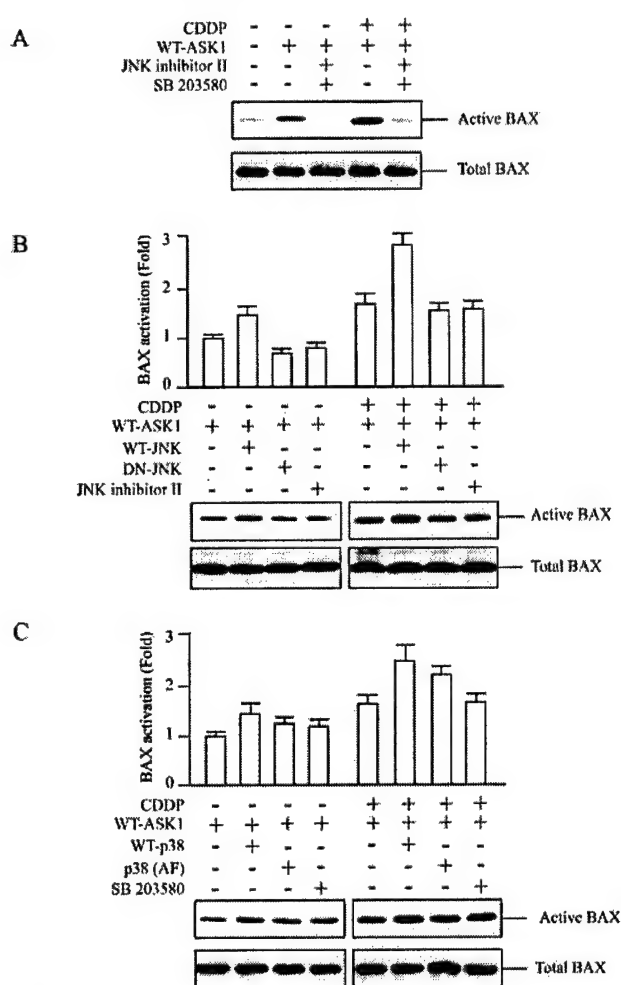 A
CDDP - - - + +
WT-ASK1 - + + + +
JNK inhibitor II - - + - +
SB 203580 - - + - +
Active BAX
Total BAX
B
BAX activation (Fold)
3
2
1
0
CDDP - - - - + + + +
WT-ASK1 + + + + + + + +
WT-JNK - + - - - + - -
DN-JNK - - + - - - + -
JNK inhibitor II - - - + - - - +
Active BAX
Total BAX
C
BAX activation (Fold)
3
2
1
0
CDDP - - - - + + + +
WT-ASK1 + + + + + + + +
WT-p38 - + - - - + - -
p38 (AF) - - + - - - + -
SB 203580 - - - + - - - +
Active BAX
Total BAX